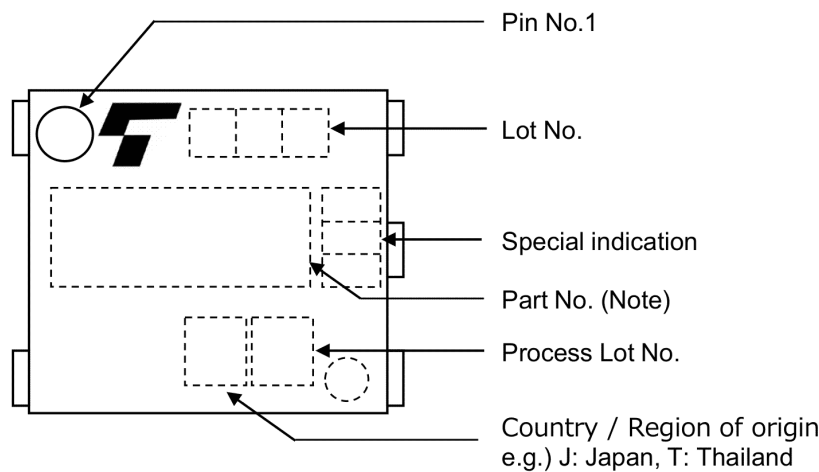 Pin No.1
Lot No.
Special indication
Part No. (Note)
Process Lot No.
Country / Region of origin
e.g.) J: Japan, T: Thailand